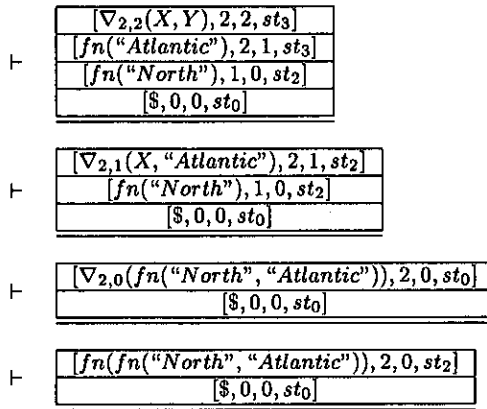 ⊢ [∇2,2(X, Y), 2, 2, st3]
[fn("Atlantic"), 2, 1, st3]
[fn("North"), 1, 0, st2]
[$, 0, 0, st0]
⊢ [∇2,1(X, "Atlantic"), 2, 1, st2]
[fn("North"), 1, 0, st2]
[$, 0, 0, st0]
⊢ [∇2,0(fn("North", "Atlantic")), 2, 0, st0]
[$, 0, 0, st0]
⊢ [fn(fn("North", "Atlantic")), 2, 0, st2]
[$, 0, 0, st0]